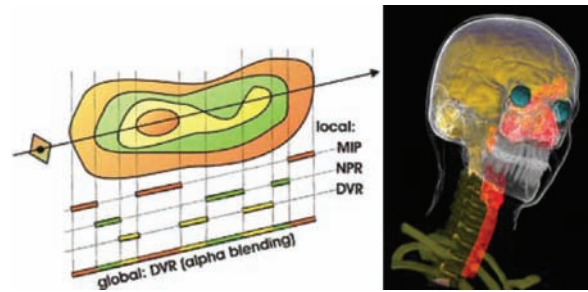 local:
MIP
NPR
DVR
global: DVR (alpha blending)